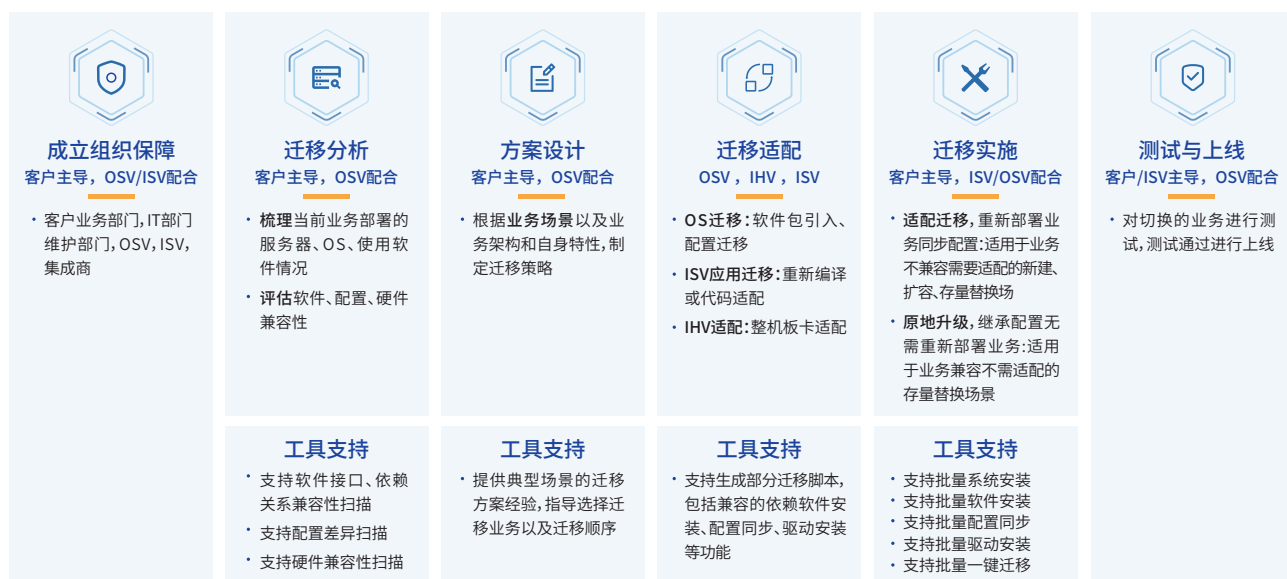 成立组织保障
客户主导，OSV/ISV配合
• 客户业务部门, IT部门
维护部门, OSV, ISV,
集成商
迁移分析
客户主导，OSV配合
• 梳理当前业务部署的
服务器、OS、使用软
件情况
• 评估软件、配置、硬件
兼容性
工具支持
• 支持软件接口、依赖
关系兼容性扫描
• 支持配置差异扫描
• 支持硬件兼容性扫描
方案设计
客户主导，OSV配合
• 根据业务场景以及业
务架构和自身特性, 制
定迁移策略
工具支持
• 提供典型场景的迁移
方案经验, 指导选择迁
移业务以及迁移顺序
迁移适配
OSV ，IHV ，ISV
• OS迁移：软件包引入、
配置迁移
• ISV应用迁移：重新编译
或代码适配
• IHV适配：整机板卡适配
工具支持
• 支持生成部分迁移脚本,
包括兼容的依赖软件安
装、配置同步、驱动安装
等功能
迁移实施
客户主导，ISV/OSV配合
• 适配迁移, 重新部署业
务同步配置:适用于业务
不兼容需要适配的新建、
扩容、存量替换场
• 原地升级, 继承配置无
需重新部署业务:适用
于业务兼容不需适配的
存量替换场景
工具支持
• 支持批量系统安装
• 支持批量软件安装
• 支持批量配置同步
• 支持批量驱动安装
• 支持批量一键迁移
测试与上线
客户/ISV主导，OSV配合
• 对切换的业务进行测
试, 测试通过进行上线